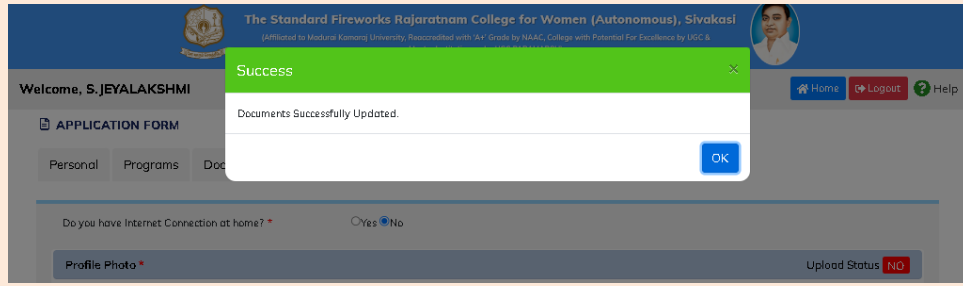 The Standard Fireworks Rajaratnam College for Women (Autonomous), Sivakasi
(Affiliated to Madurai Kamaraj University, Reaccredited with 'A+' Grade by NAAC, College with Potential For Excellence by UGC &
Success ×
Welcome, S.JEYALAKSHMI
Home Logout ? Help
Documents Successfully Updated.
APPLICATION FORM
OK
Personal Programs Doc
Do you have Internet Connection at home? * Yes No
Profile Photo * Upload Status NO